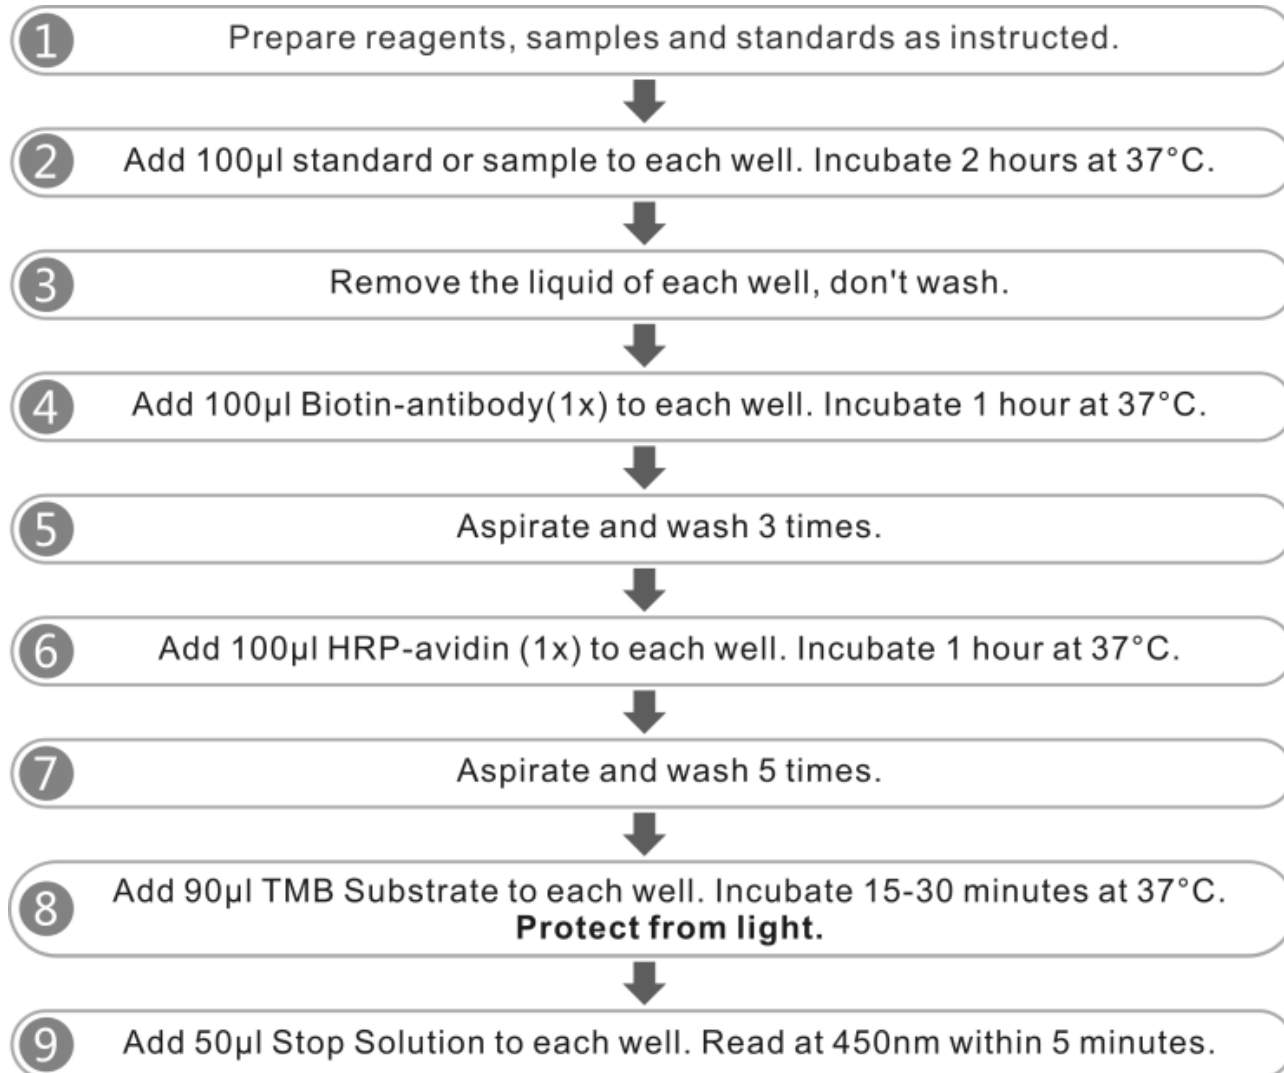 1 Prepare reagents, samples and standards as instructed.
2 Add 100µl standard or sample to each well. Incubate 2 hours at 37°C.
3 Remove the liquid of each well, don't wash.
4 Add 100µl Biotin-antibody(1x) to each well. Incubate 1 hour at 37°C.
5 Aspirate and wash 3 times.
6 Add 100µl HRP-avidin (1x) to each well. Incubate 1 hour at 37°C.
7 Aspirate and wash 5 times.
8 Add 90µl TMB Substrate to each well. Incubate 15-30 minutes at 37°C.
Protect from light.
9 Add 50µl Stop Solution to each well. Read at 450nm within 5 minutes.